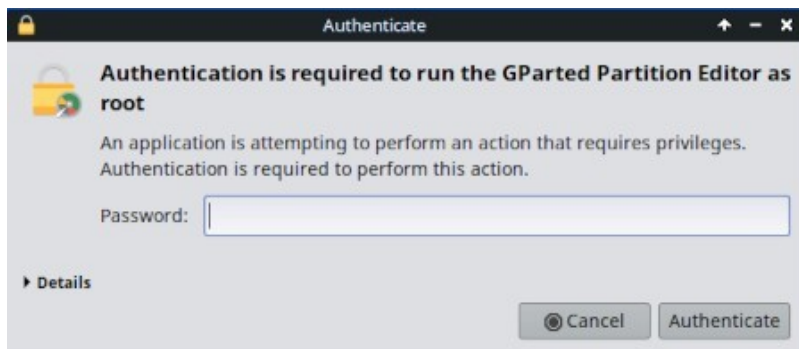 Authenticate
Authentication is required to run the GParted Partition Editor as
root
An application is attempting to perform an action that requires privileges.
Authentication is required to perform this action.
Password:
Details
Cancel
Authenticate